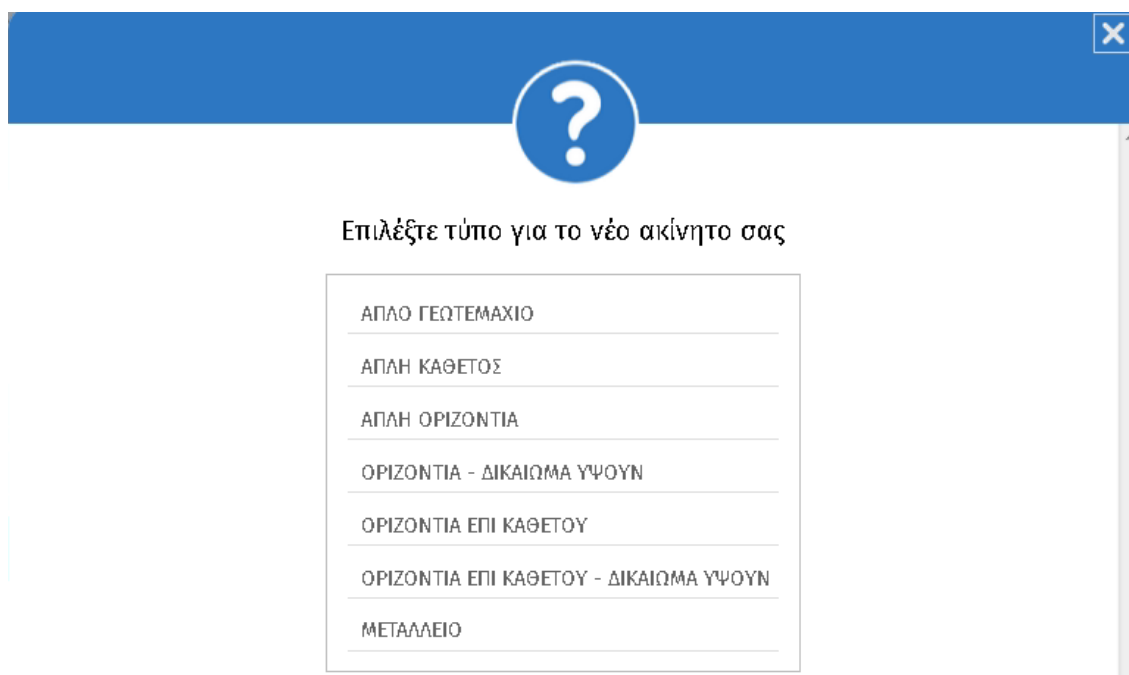 Επιλέξτε τύπο για το νέο ακίνητο σας
ΑΠΛΟ ΓΕΩΤΕΜΑΧΙΟ
ΑΠΛΗ ΚΑΘΕΤΟΣ
ΑΠΛΗ ΟΡΙΖΟΝΤΙΑ
ΟΡΙΖΟΝΤΙΑ - ΔΙΚΑΙΩΜΑ ΥΨΟΥΝ
ΟΡΙΖΟΝΤΙΑ ΕΠΙ ΚΑΘΕΤΟΥ
ΟΡΙΖΟΝΤΙΑ ΕΠΙ ΚΑΘΕΤΟΥ - ΔΙΚΑΙΩΜΑ ΥΨΟΥΝ
ΜΕΤΑΛΛΕΙΟ